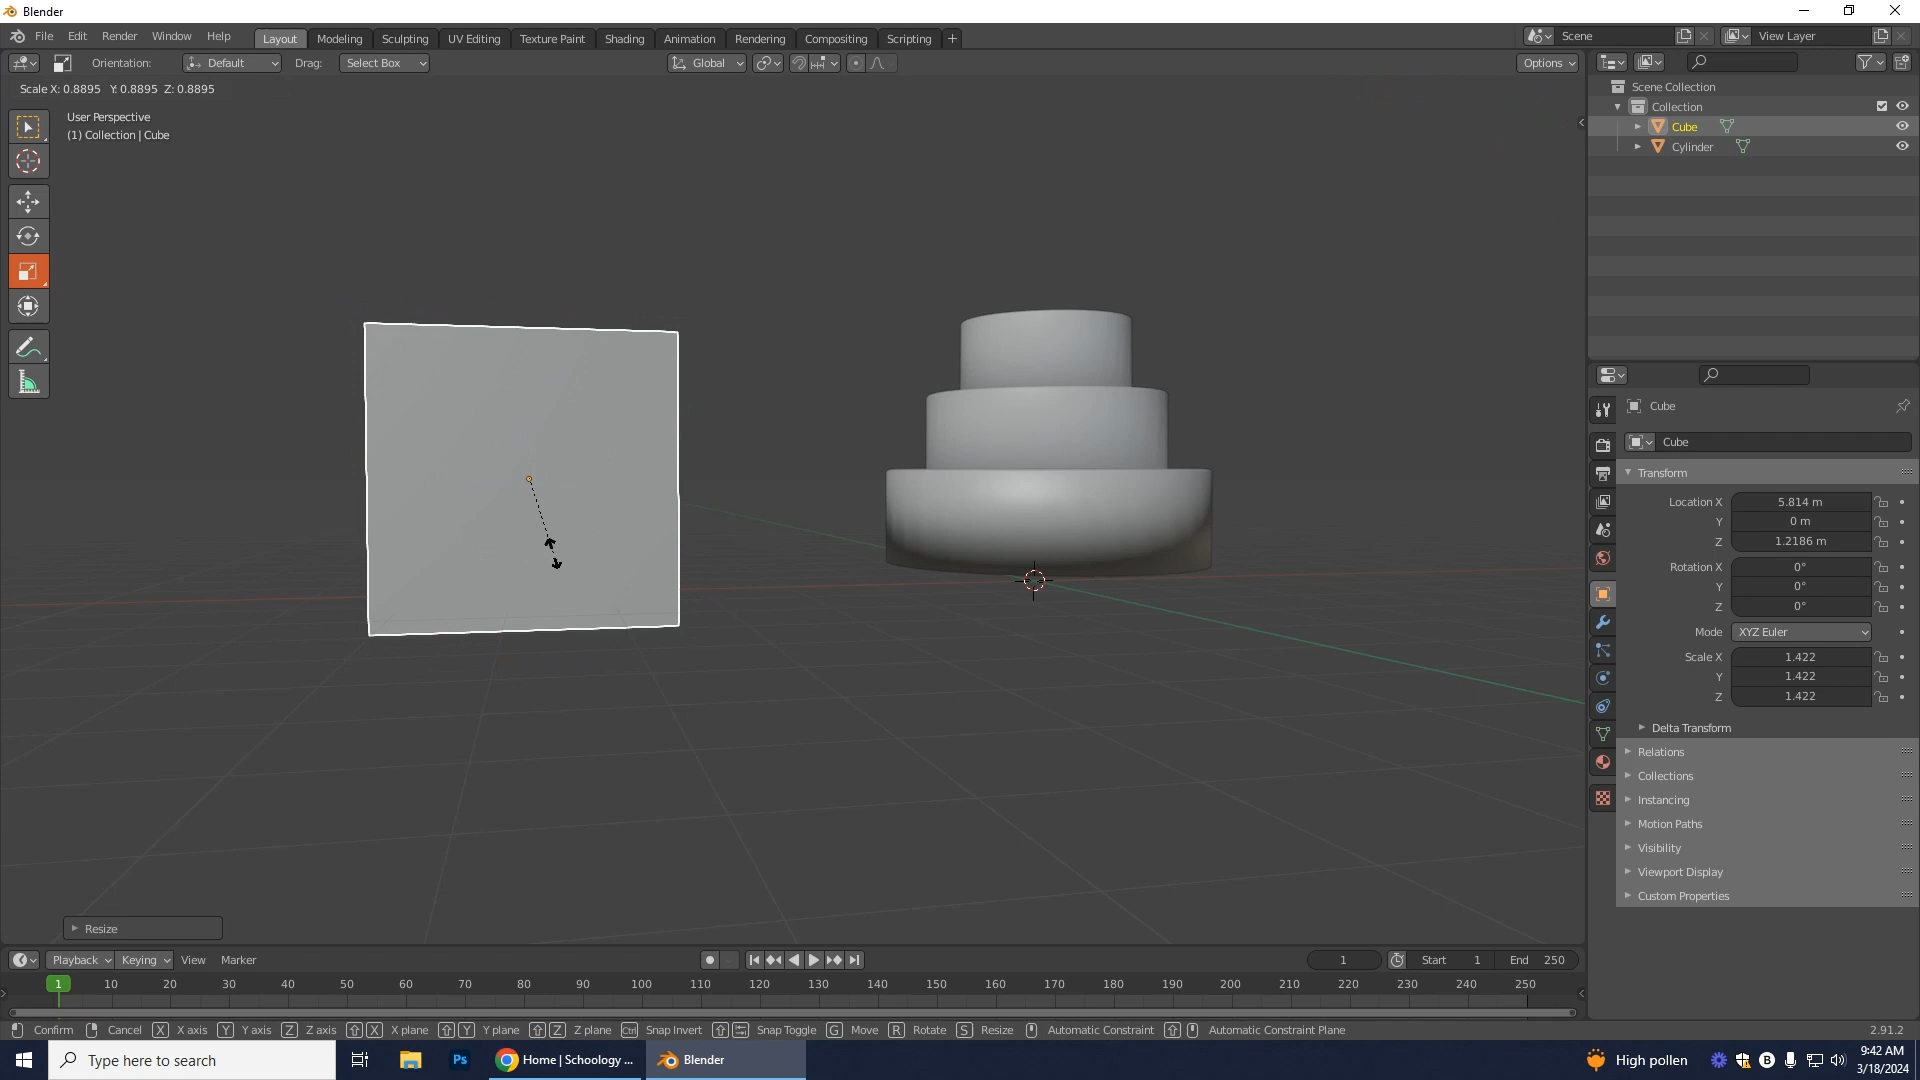 Blender
File Edit Render Window Help Layout Modeling Sculpting UV Editing Texture Paint Shading Animation Rendering Compositing Scripting + Scene View Layer
Orientation: Default Drag: Select Box Global Options
Scale X: 0.8895 Y: 0.8895 Z: 0.8895
User Perspective
(1) Collection | Cube
Scene Collection
Collection
Cube
Cylinder
Cube
Cube
Transform
Location X 5.814 m
Y 0 m
Z 1.2186 m
Rotation X 0°
Y 0°
Z 0°
Mode XYZ Euler
Scale X 1.422
Y 1.422
Z 1.422
Delta Transform
Relations
Collections
Instancing
Motion Paths
Visibility
Viewport Display
Custom Properties
Resize
Playback Keying View Marker 1 Start 1 End 250
1 10 20 30 40 50 60 70 80 90 100 110 120 130 140 150 160 170 180 190 200 210 220 230 240 250
Confirm Cancel X X axis Y Y axis Z Z axis X X plane Y Y plane Z Z plane Ctrl Snap Invert Snap Toggle G Move R Rotate S Resize Automatic Constraint Automatic Constraint Plane 2.91.2
Type here to search Ps Home | Schoology ... Blender High pollen 9:42 AM
3/18/2024